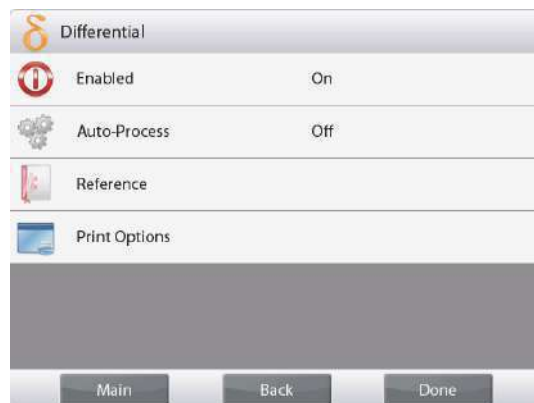 δ Differential
Enabled On
Auto-Process Off
Reference
Print Options
Main Back Done